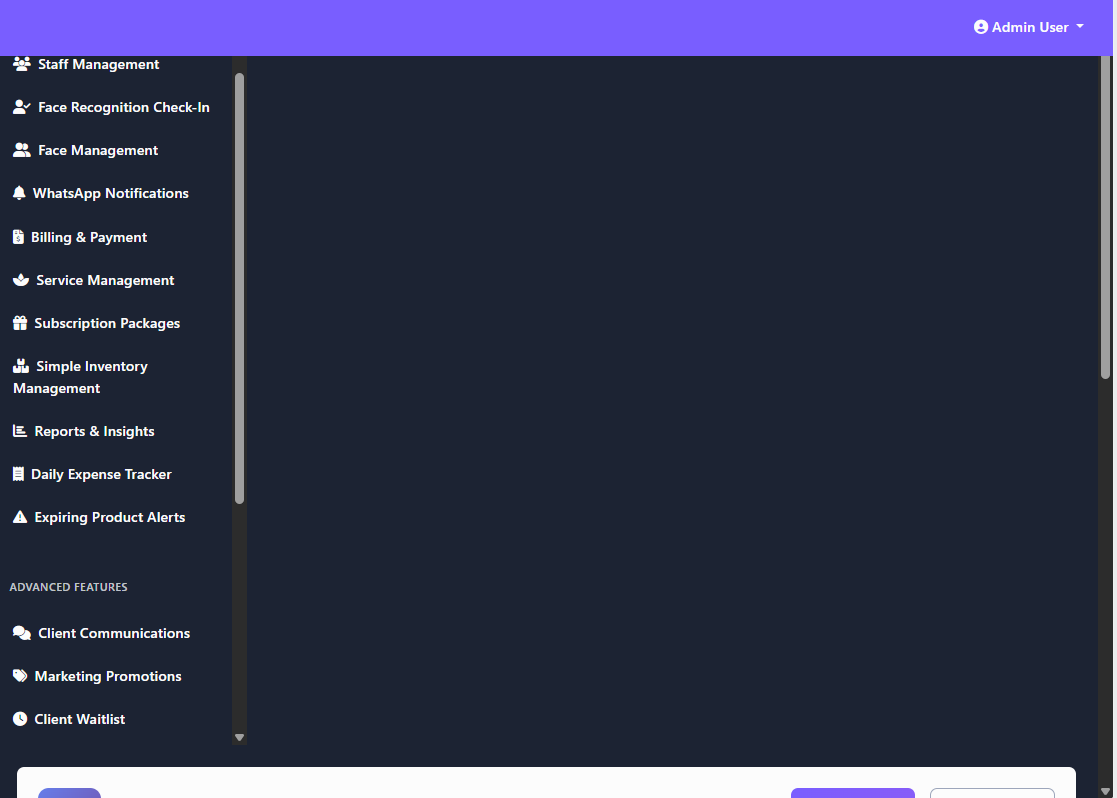 Admin User
Staff Management
Face Recognition Check-In
Face Management
WhatsApp Notifications
Billing & Payment
Service Management
Subscription Packages
Simple Inventory
Management
Reports & Insights
Daily Expense Tracker
Expiring Product Alerts
ADVANCED FEATURES
Client Communications
Marketing Promotions
Client Waitlist